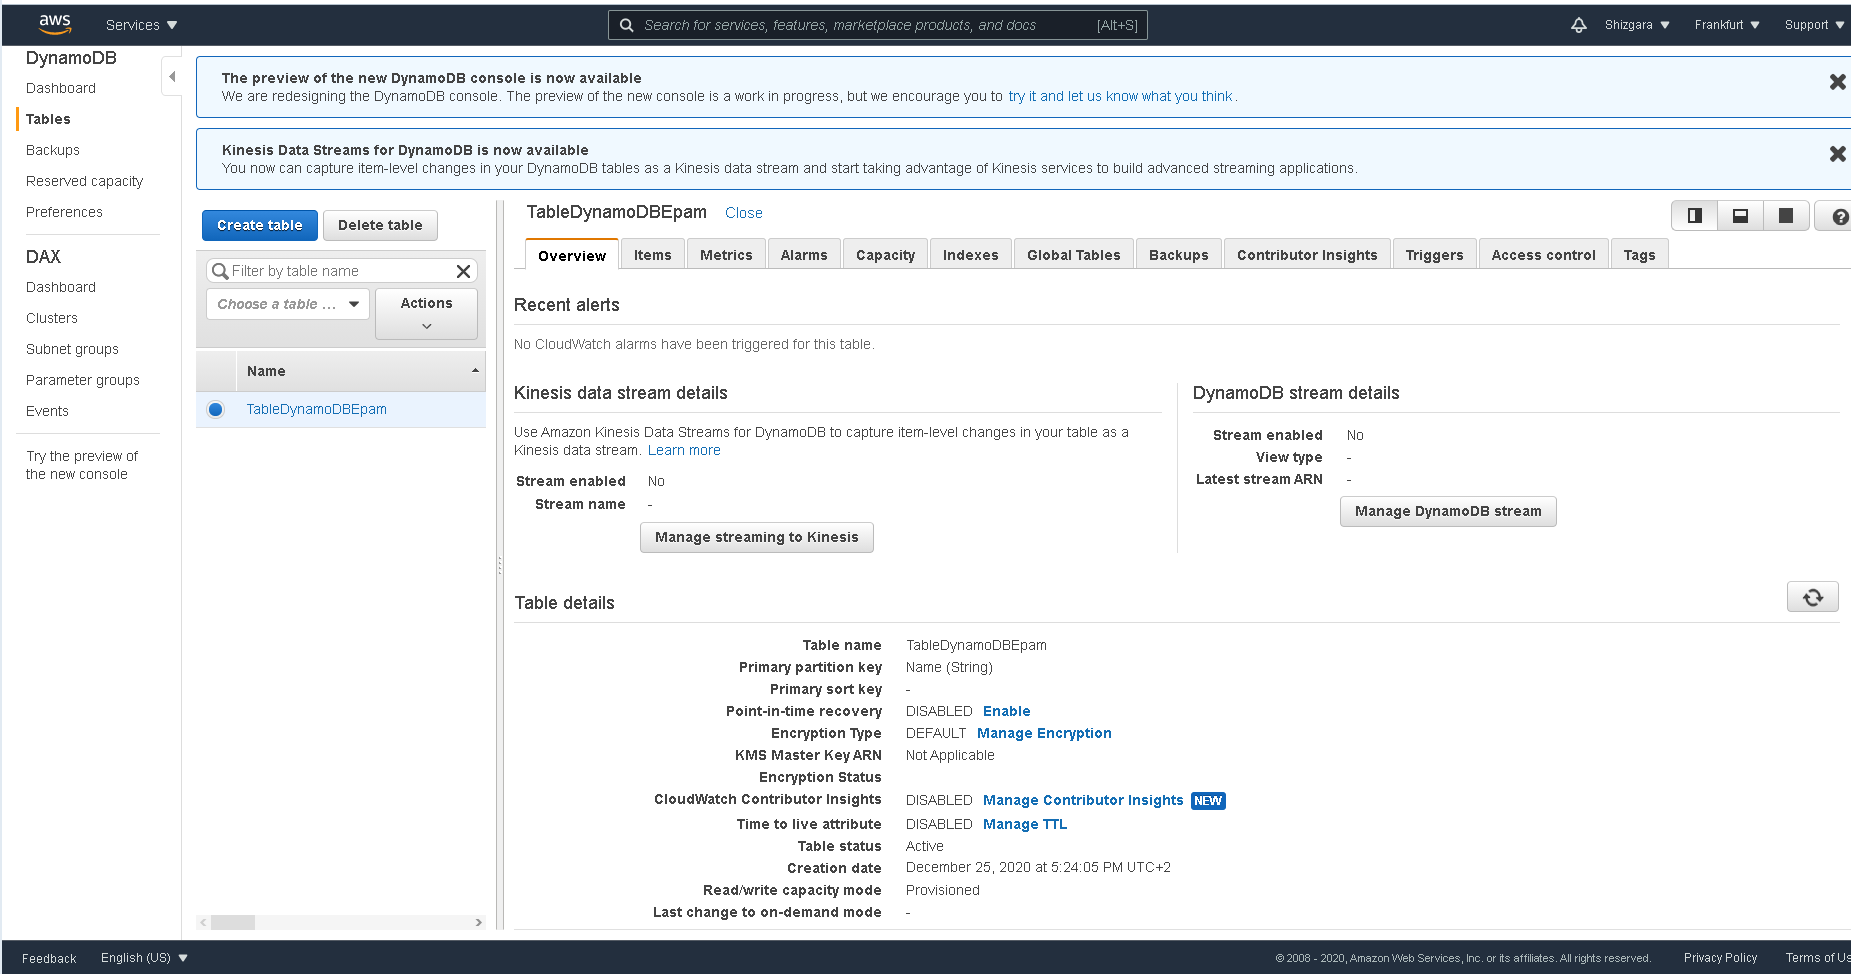 aws
Services
Search for services, features, marketplace products, and docs
[Alt+S]
Shizgara
Frankfurt
Support
DynamoDB
Dashboard
Tables
Backups
Reserved capacity
Preferences
DAX
Dashboard
Clusters
Subnet groups
Parameter groups
Events
Try the preview of
the new console
The preview of the new DynamoDB console is now available
We are redesigning the DynamoDB console. The preview of the new console is a work in progress, but we encourage you to try it and let us know what you think.
Kinesis Data Streams for DynamoDB is now available
You now can capture item-level changes in your DynamoDB tables as a Kinesis data stream and start taking advantage of Kinesis services to build advanced streaming applications.
Create table
Delete table
Filter by table name
Choose a table ...
Actions
Name
TableDynamoDBEpam
TableDynamoDBEpam
Close
Overview
Items
Metrics
Alarms
Capacity
Indexes
Global Tables
Backups
Contributor Insights
Triggers
Access control
Tags
Recent alerts
No CloudWatch alarms have been triggered for this table.
Kinesis data stream details
Use Amazon Kinesis Data Streams for DynamoDB to capture item-level changes in your table as a
Kinesis data stream. Learn more
Stream enabled No
Stream name -
Manage streaming to Kinesis
DynamoDB stream details
Stream enabled No
View type -
Latest stream ARN -
Manage DynamoDB stream
Table details
Table name TableDynamoDBEpam
Primary partition key Name (String)
Primary sort key -
Point-in-time recovery DISABLED Enable
Encryption Type DEFAULT Manage Encryption
KMS Master Key ARN Not Applicable
Encryption Status
CloudWatch Contributor Insights DISABLED Manage Contributor Insights NEW
Time to live attribute DISABLED Manage TTL
Table status Active
Creation date December 25, 2020 at 5:24:05 PM UTC+2
Read/write capacity mode Provisioned
Last change to on-demand mode -
Feedback
English (US)
© 2008 - 2020, Amazon Web Services, Inc. or its affiliates. All rights reserved.
Privacy Policy
Terms of Us